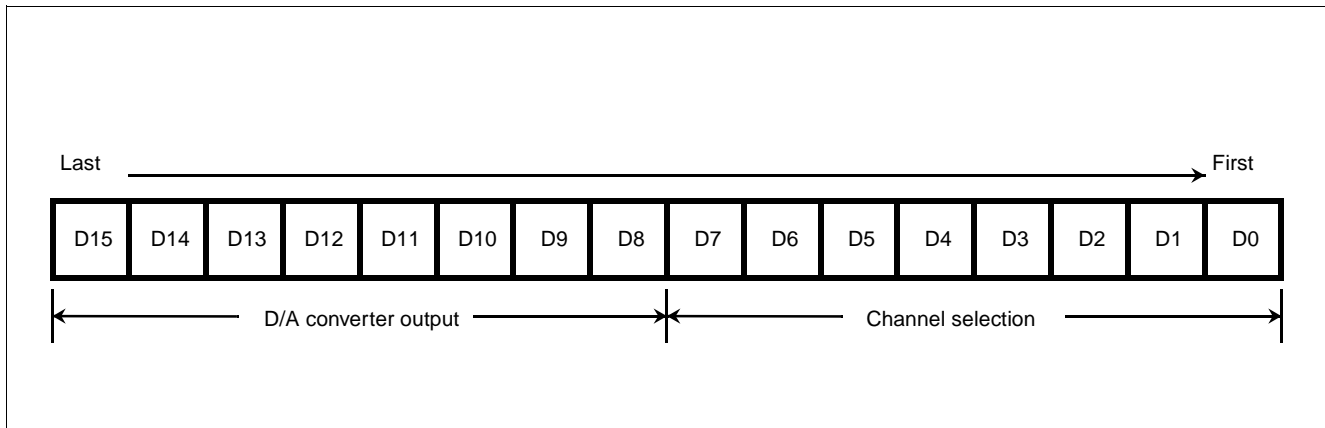 Last First
D15 D14 D13 D12 D11 D10 D9 D8 D7 D6 D5 D4 D3 D2 D1 D0
D/A converter output Channel selection